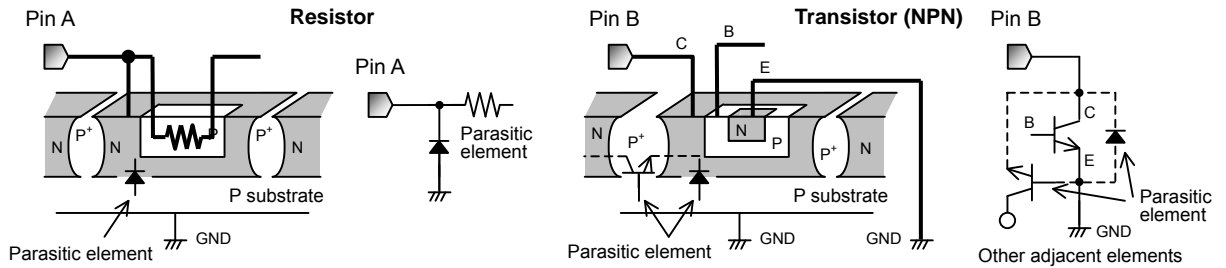 Resistor
Pin A
Pin A
N
P+
N
P
P+
N
Parasitic
element
P substrate
GND
Parasitic element
Transistor (NPN)
Pin B
C
B
E
N
P+
N
P
P+
N
P substrate
GND
GND
Parasitic element
Pin B
C
B
E
Parasitic
element
GND
Other adjacent elements